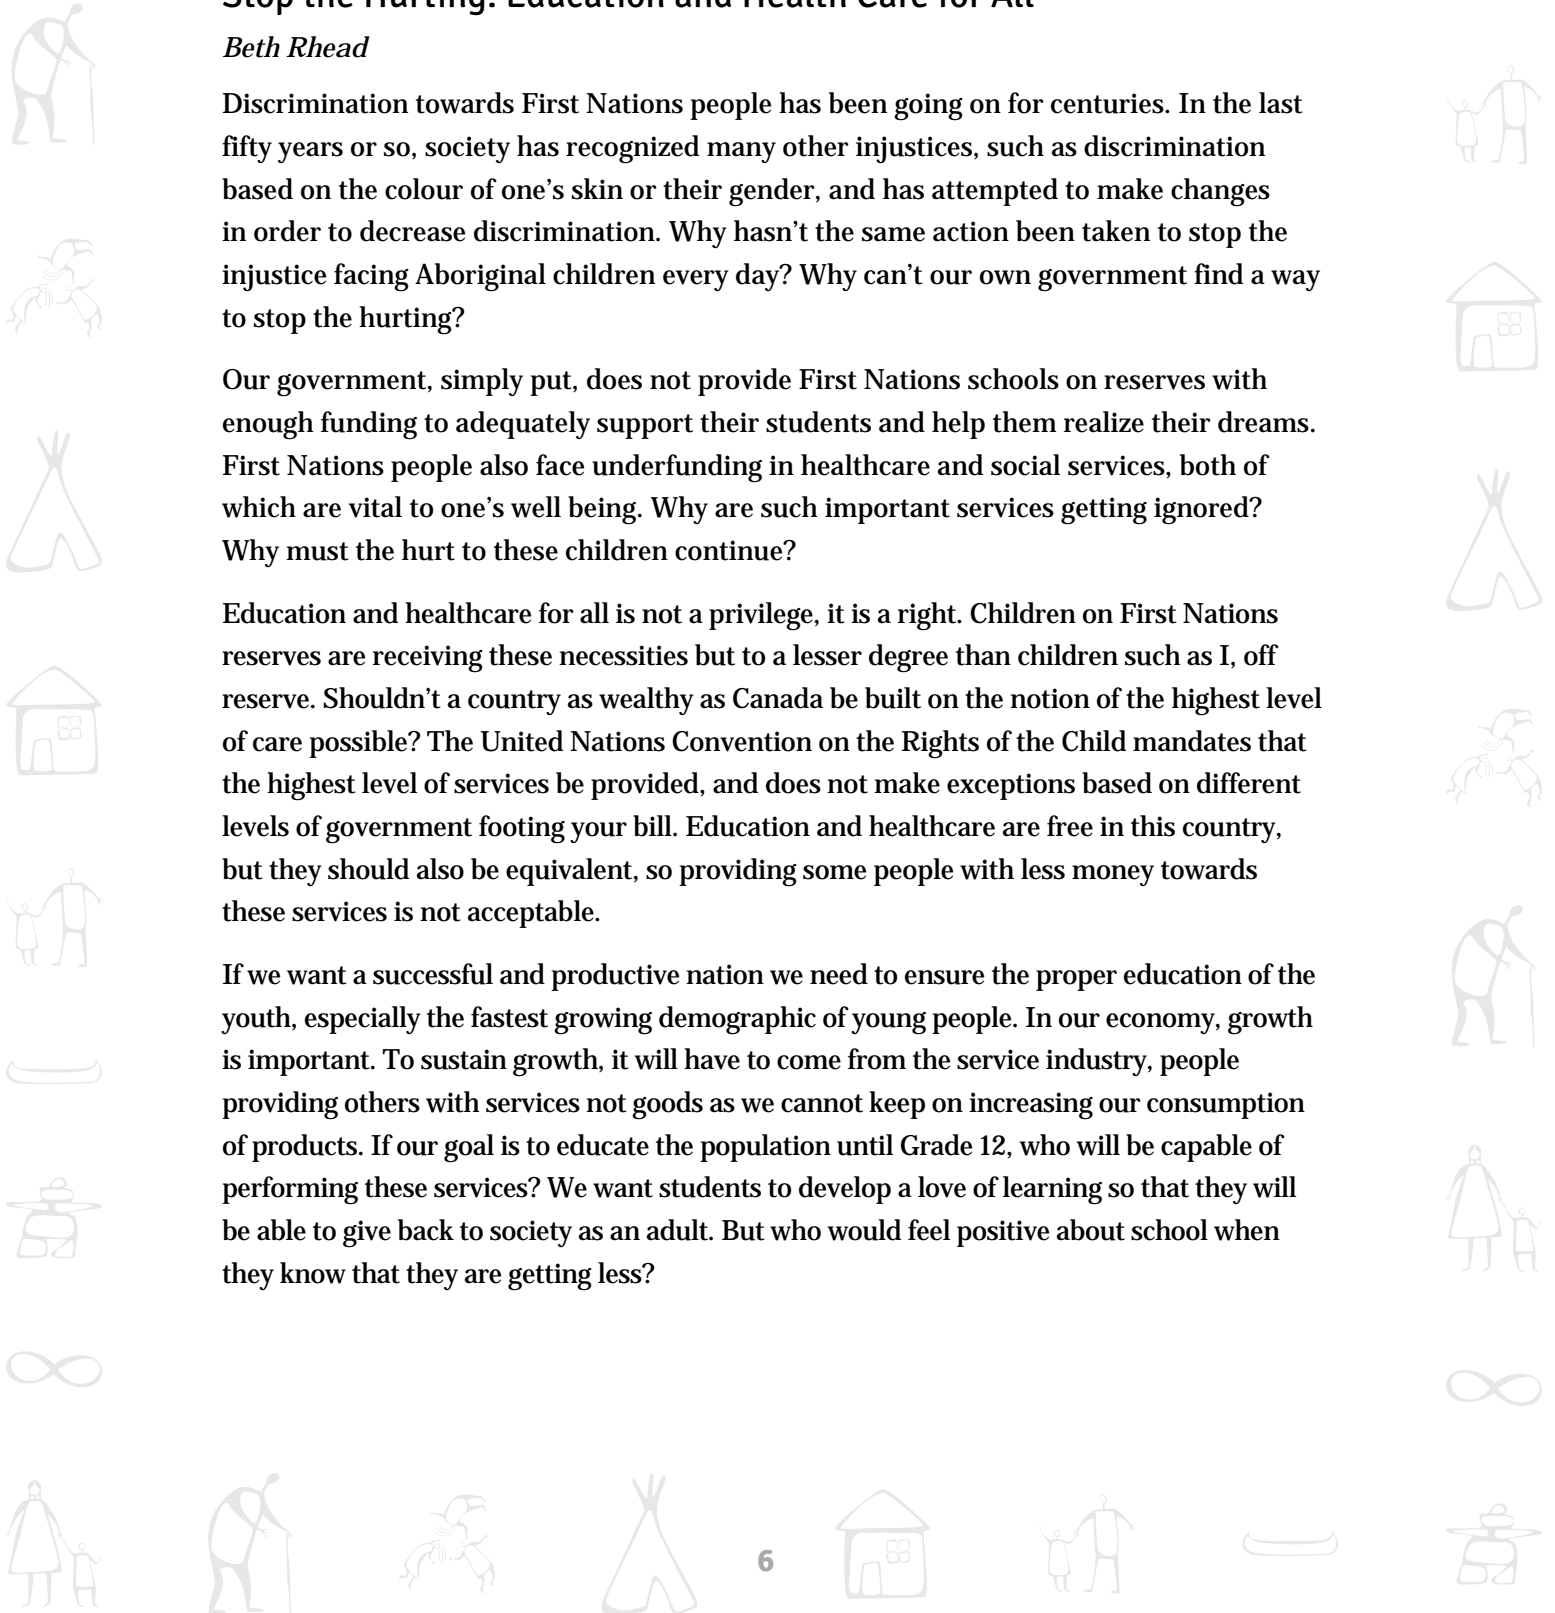 Stop the Hurting: Education and Health Care for All
Beth Rhead
Discrimination towards First Nations people has been going on for centuries. In the last
fifty years or so, society has recognized many other injustices, such as discrimination
based on the colour of one’s skin or their gender, and has attempted to make changes
in order to decrease discrimination. Why hasn’t the same action been taken to stop the
injustice facing Aboriginal children every day? Why can’t our own government find a way
to stop the hurting?
Our government, simply put, does not provide First Nations schools on reserves with
enough funding to adequately support their students and help them realize their dreams.
First Nations people also face underfunding in healthcare and social services, both of
which are vital to one’s well being. Why are such important services getting ignored?
Why must the hurt to these children continue?
Education and healthcare for all is not a privilege, it is a right. Children on First Nations
reserves are receiving these necessities but to a lesser degree than children such as I, off
reserve. Shouldn’t a country as wealthy as Canada be built on the notion of the highest level
of care possible? The United Nations Convention on the Rights of the Child mandates that
the highest level of services be provided, and does not make exceptions based on different
levels of government footing your bill. Education and healthcare are free in this country,
but they should also be equivalent, so providing some people with less money towards
these services is not acceptable.
If we want a successful and productive nation we need to ensure the proper education of the
youth, especially the fastest growing demographic of young people. In our economy, growth
is important. To sustain growth, it will have to come from the service industry, people
providing others with services not goods as we cannot keep on increasing our consumption
of products. If our goal is to educate the population until Grade 12, who will be capable of
performing these services? We want students to develop a love of learning so that they will
be able to give back to society as an adult. But who would feel positive about school when
they know that they are getting less?
6